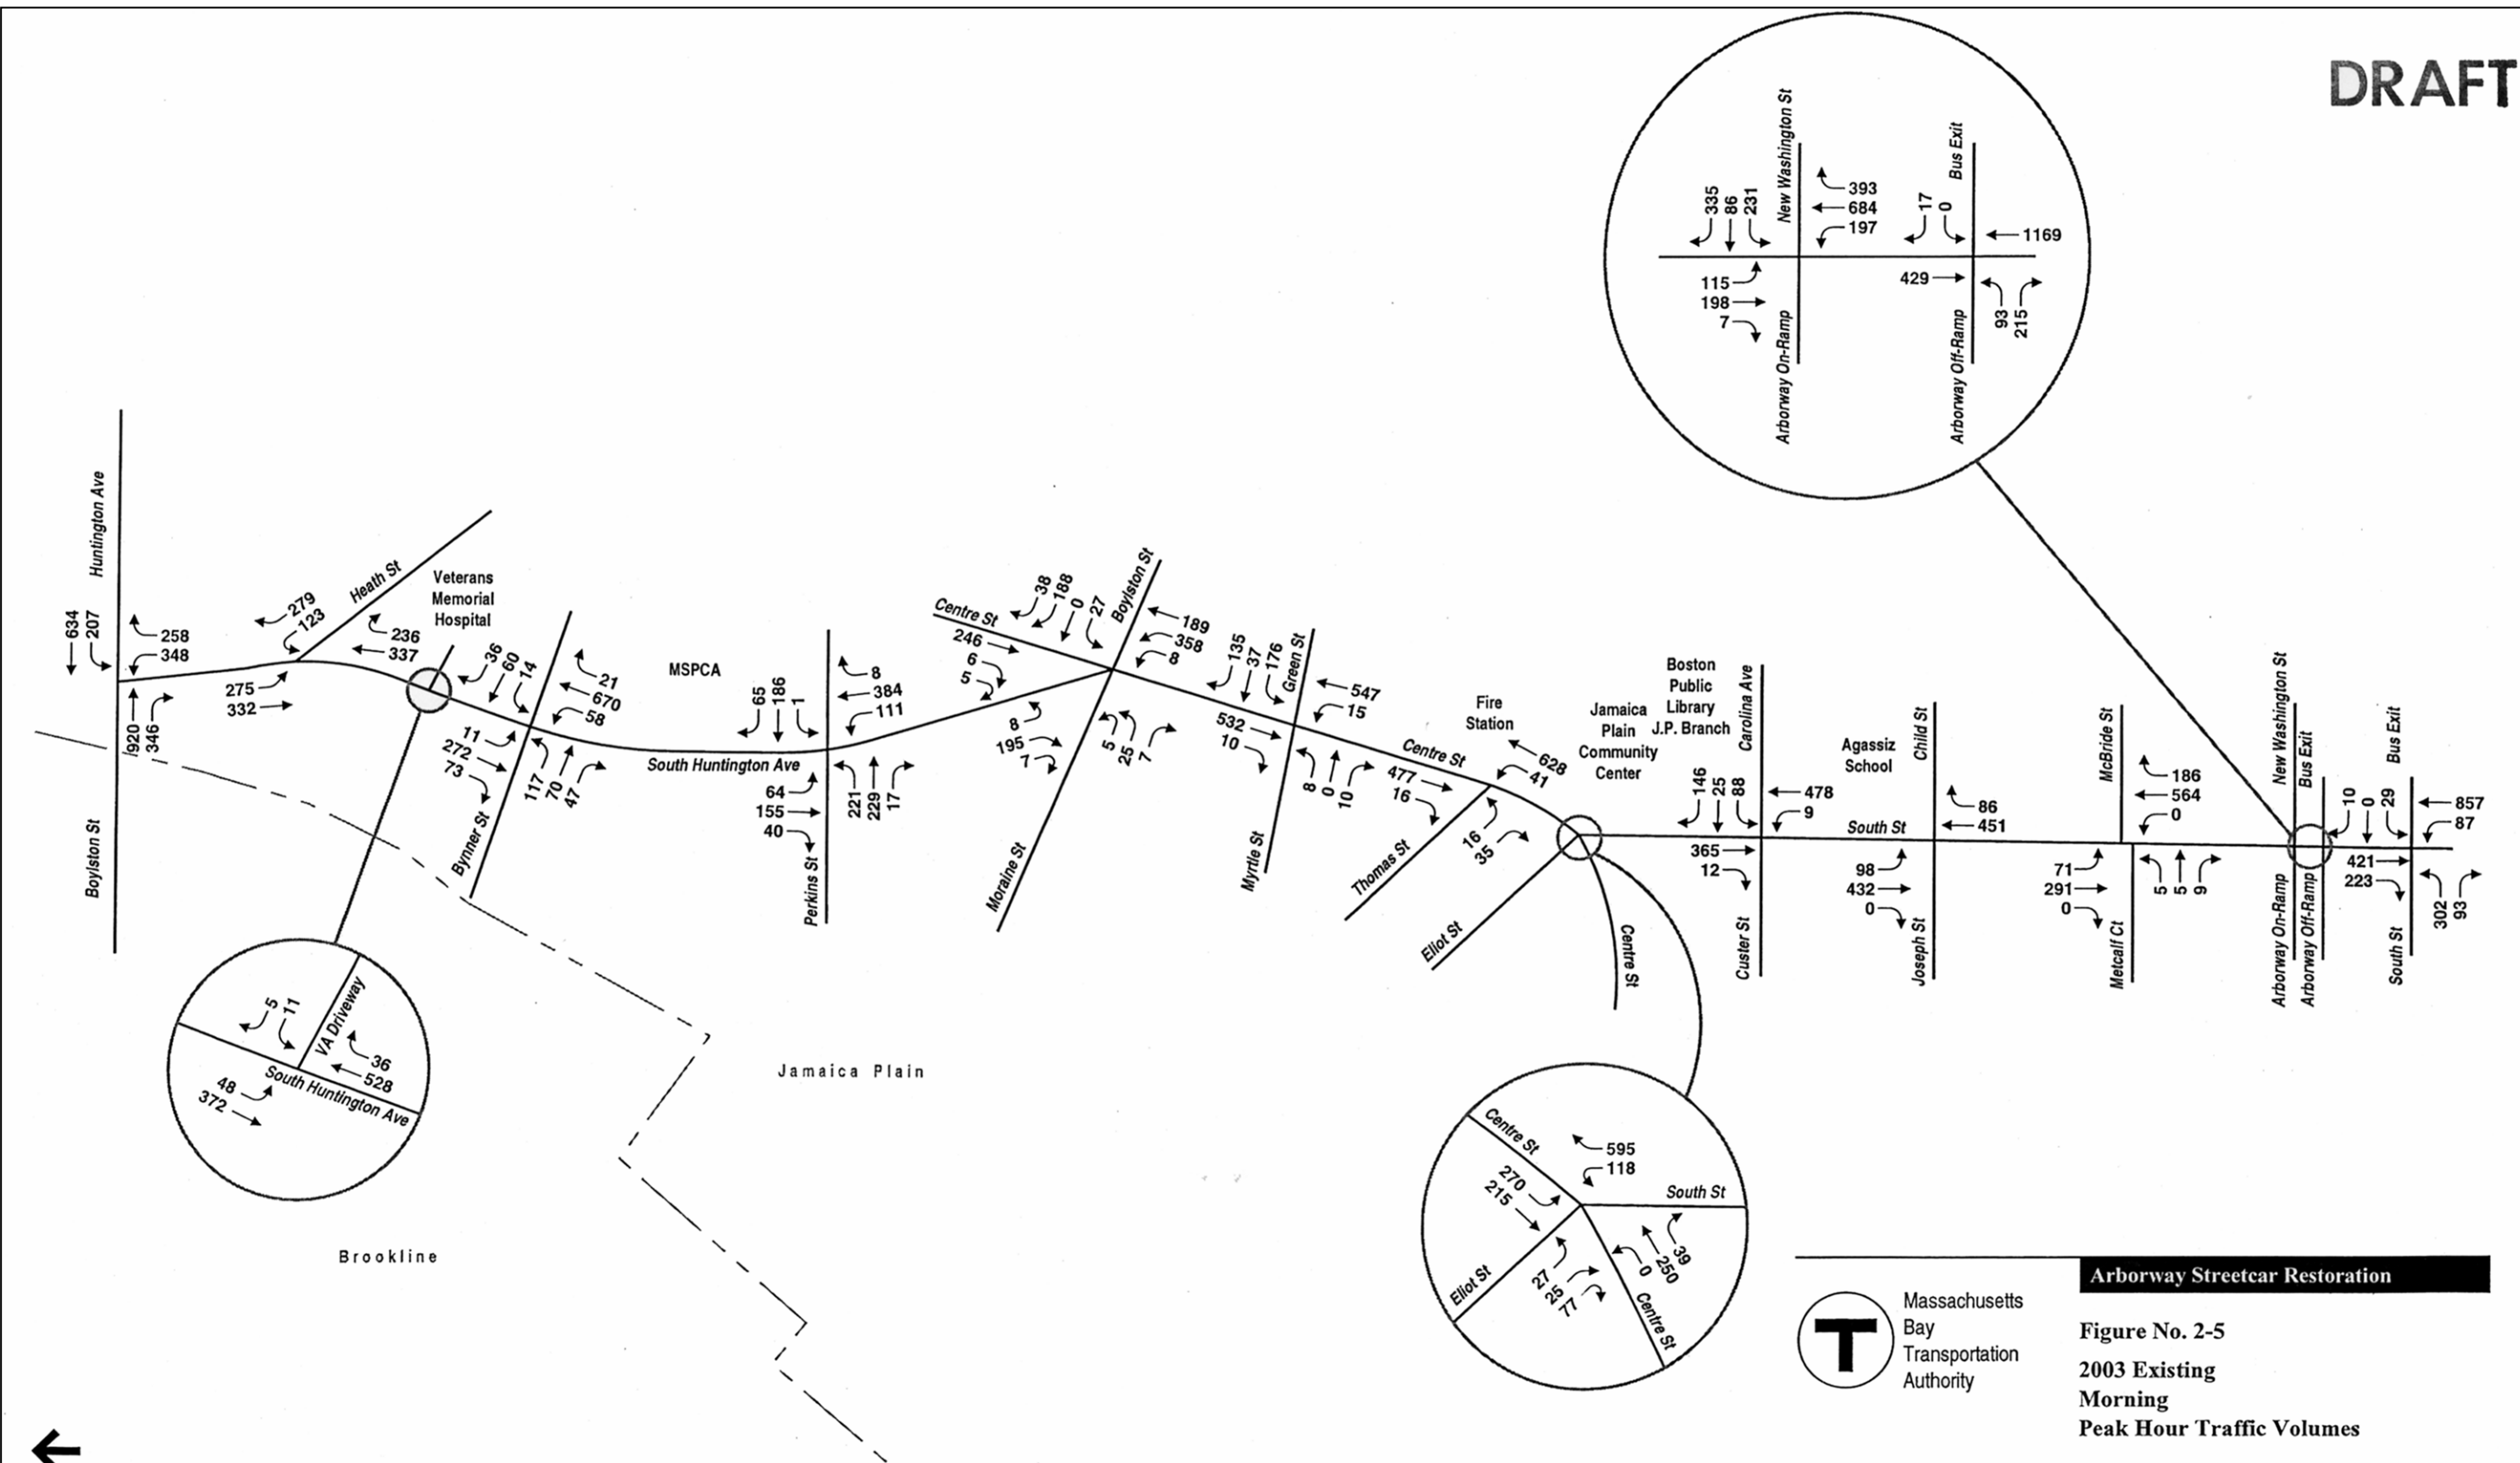 DRAFT
New Washington St
Bus Exit
335
86
231
393
684
197
17
0
1169
115
198
7
429
93
215
Arborway On-Ramp
Arborway Off-Ramp
Huntington Ave
634
207
258
348
920
346
Boylston St
279
123
Heath St
236
337
275
332
Veterans
Memorial
Hospital
36
60
14
21
670
58
11
272
73
117
70
47
Bynner St
MSPCA
South Huntington Ave
65
186
1
8
384
111
64
155
40
221
229
17
Perkins St
Centre St
246
6
5
38
188
0
27
Boylston St
189
358
8
8
195
7
5
25
7
Moraine St
135
37
176
Green St
547
15
532
10
8
0
10
Myrtle St
Centre St
Fire
Station
628
41
477
16
16
35
Thomas St
Eliot St
Centre St
Jamaica
Plain
Community
Center
Boston
Public
Library
J.P. Branch
Carolina Ave
146
25
88
478
9
365
12
Custer St
South St
Agassiz
School
Child St
86
451
98
432
0
Joseph St
McBride St
186
564
0
71
291
0
5
5
9
Metcalf Ct
New Washington St
Bus Exit
Arborway On-Ramp
Arborway Off-Ramp
Bus Exit
10
0
29
857
87
421
223
302
93
South St
5
11
VA Driveway
36
528
48
372
South Huntington Ave
Jamaica Plain
Brookline
Centre St
595
118
270
215
South St
27
25
77
0
250
39
Eliot St
Centre St
T
Massachusetts
Bay
Transportation
Authority
Arborway Streetcar Restoration
Figure No. 2-5
2003 Existing
Morning
Peak Hour Traffic Volumes